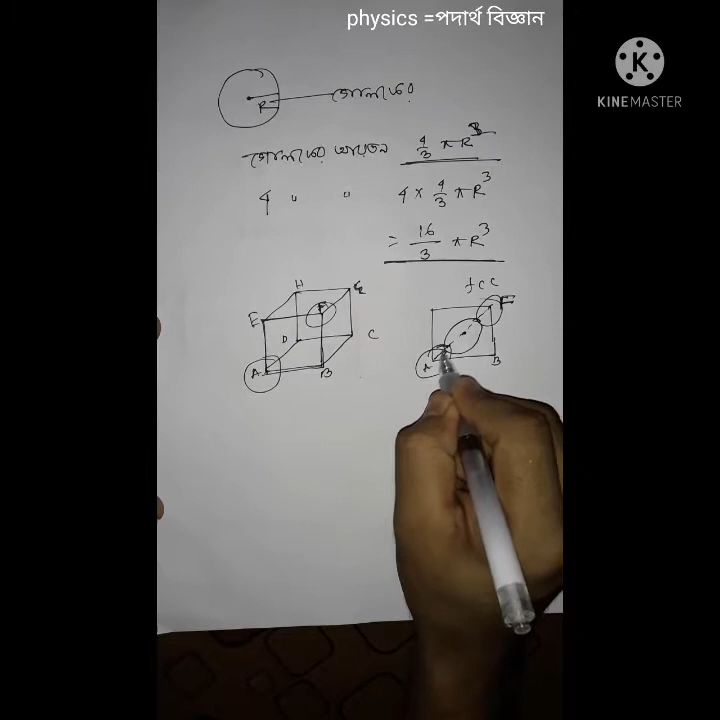 physics =পদার্থ বিজ্ঞান
K
KINEMASTER
R গোলকের
গোলকের আয়তন 4/3 πR³
4 " " 4 × 4/3 πR³
= 16/3 πR³
H G
E F
D C
A B
fcc
F
A B